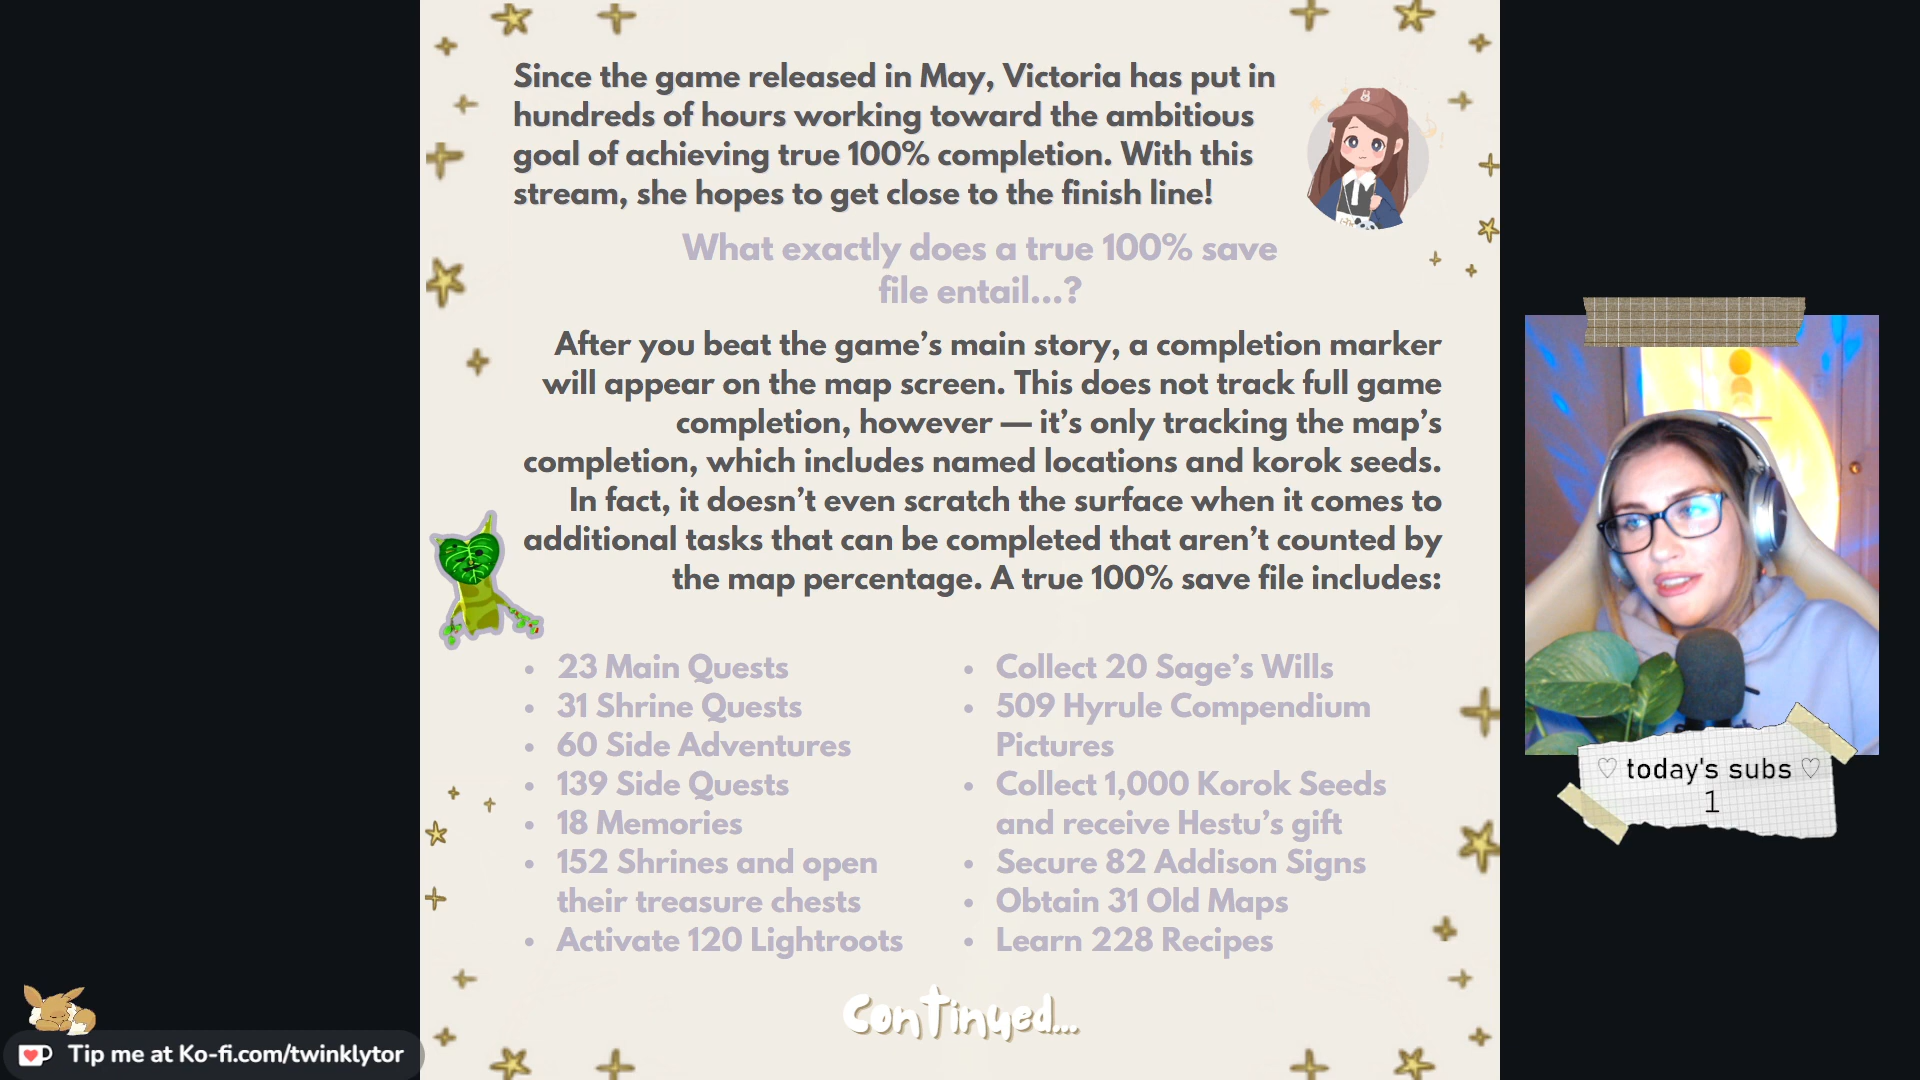 Since the game released in May, Victoria has put in
hundreds of hours working toward the ambitious
goal of achieving true 100% completion. With this
stream, she hopes to get close to the finish line!
What exactly does a true 100% save
file entail...?
After you beat the game’s main story, a completion marker
will appear on the map screen. This does not track full game
completion, however — it’s only tracking the map’s
completion, which includes named locations and korok seeds.
In fact, it doesn’t even scratch the surface when it comes to
additional tasks that can be completed that aren’t counted by
the map percentage. A true 100% save file includes:
• 23 Main Quests
• 31 Shrine Quests
• 60 Side Adventures
• 139 Side Quests
• 18 Memories
• 152 Shrines and open
their treasure chests
• Activate 120 Lightroots
• Collect 20 Sage’s Wills
• 509 Hyrule Compendium
Pictures
• Collect 1,000 Korok Seeds
and receive Hestu’s gift
• Secure 82 Addison Signs
• Obtain 31 Old Maps
• Learn 228 Recipes
Continued...
♡ today's subs ♡
1
Tip me at Ko-fi.com/twinklytor